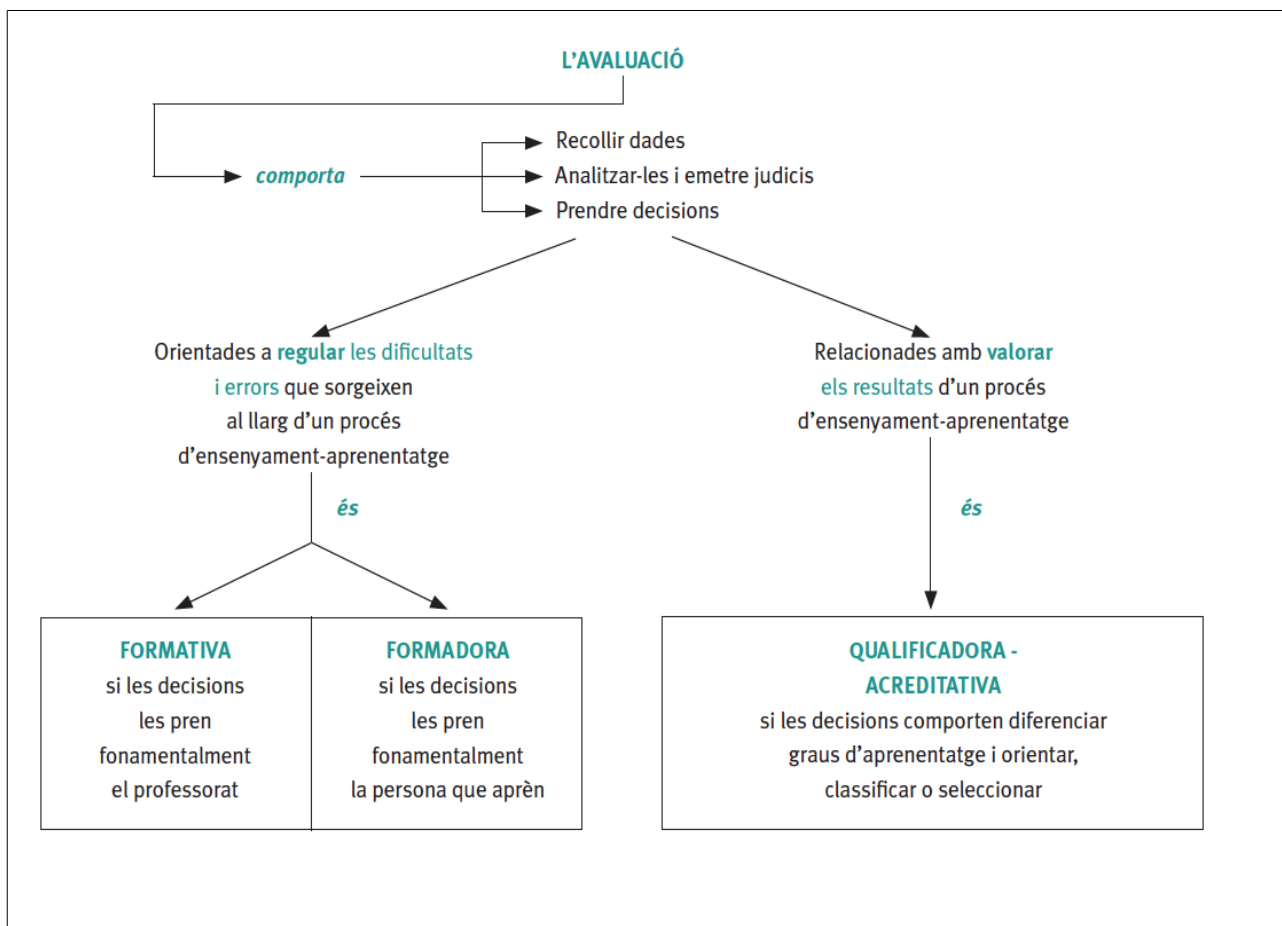 L’AVALUACIÓ
comporta
Recollir dades
Analitzar-les i emetre judicis
Prendre decisions
Orientades a regular les dificultats
i errors que sorgeixen
al llarg d’un procés
d’ensenyament-aprenentatge
Relacionades amb valorar
els resultats d’un procés
d’ensenyament-aprenentatge
és
és
FORMATIVA
si les decisions
les pren
fonamentalment
el professorat
FORMADORA
si les decisions
les pren
fonamentalment
la persona que aprèn
QUALIFICADORA -
ACREDITATIVA
si les decisions comporten diferenciar
graus d’aprenentatge i orientar,
classificar o seleccionar